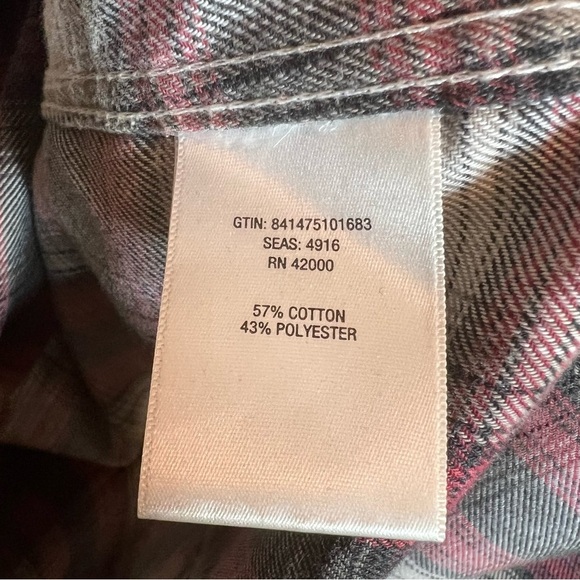 GTIN: 841475101683
SEAS: 4916
RN 42000
57% COTTON
43% POLYESTER